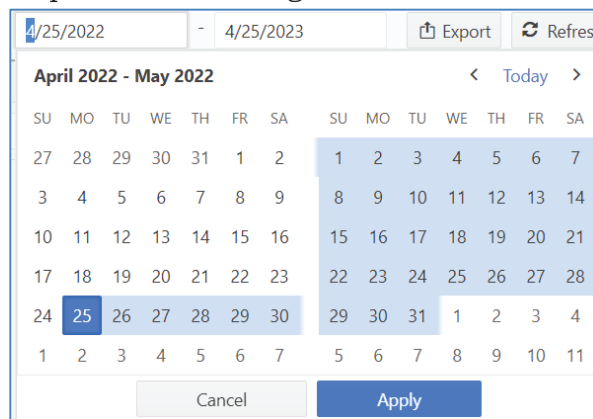 4/25/2022 - 4/25/2023 Export Refres
April 2022 - May 2022 < Today >
SU MO TU WE TH FR SA SU MO TU WE TH FR SA
27 28 29 30 31 1 2 1 2 3 4 5 6 7
3 4 5 6 7 8 9 8 9 10 11 12 13 14
10 11 12 13 14 15 16 15 16 17 18 19 20 21
17 18 19 20 21 22 23 22 23 24 25 26 27 28
24 25 26 27 28 29 30 29 30 31 1 2 3 4
1 2 3 4 5 6 7 5 6 7 8 9 10 11
Cancel Apply